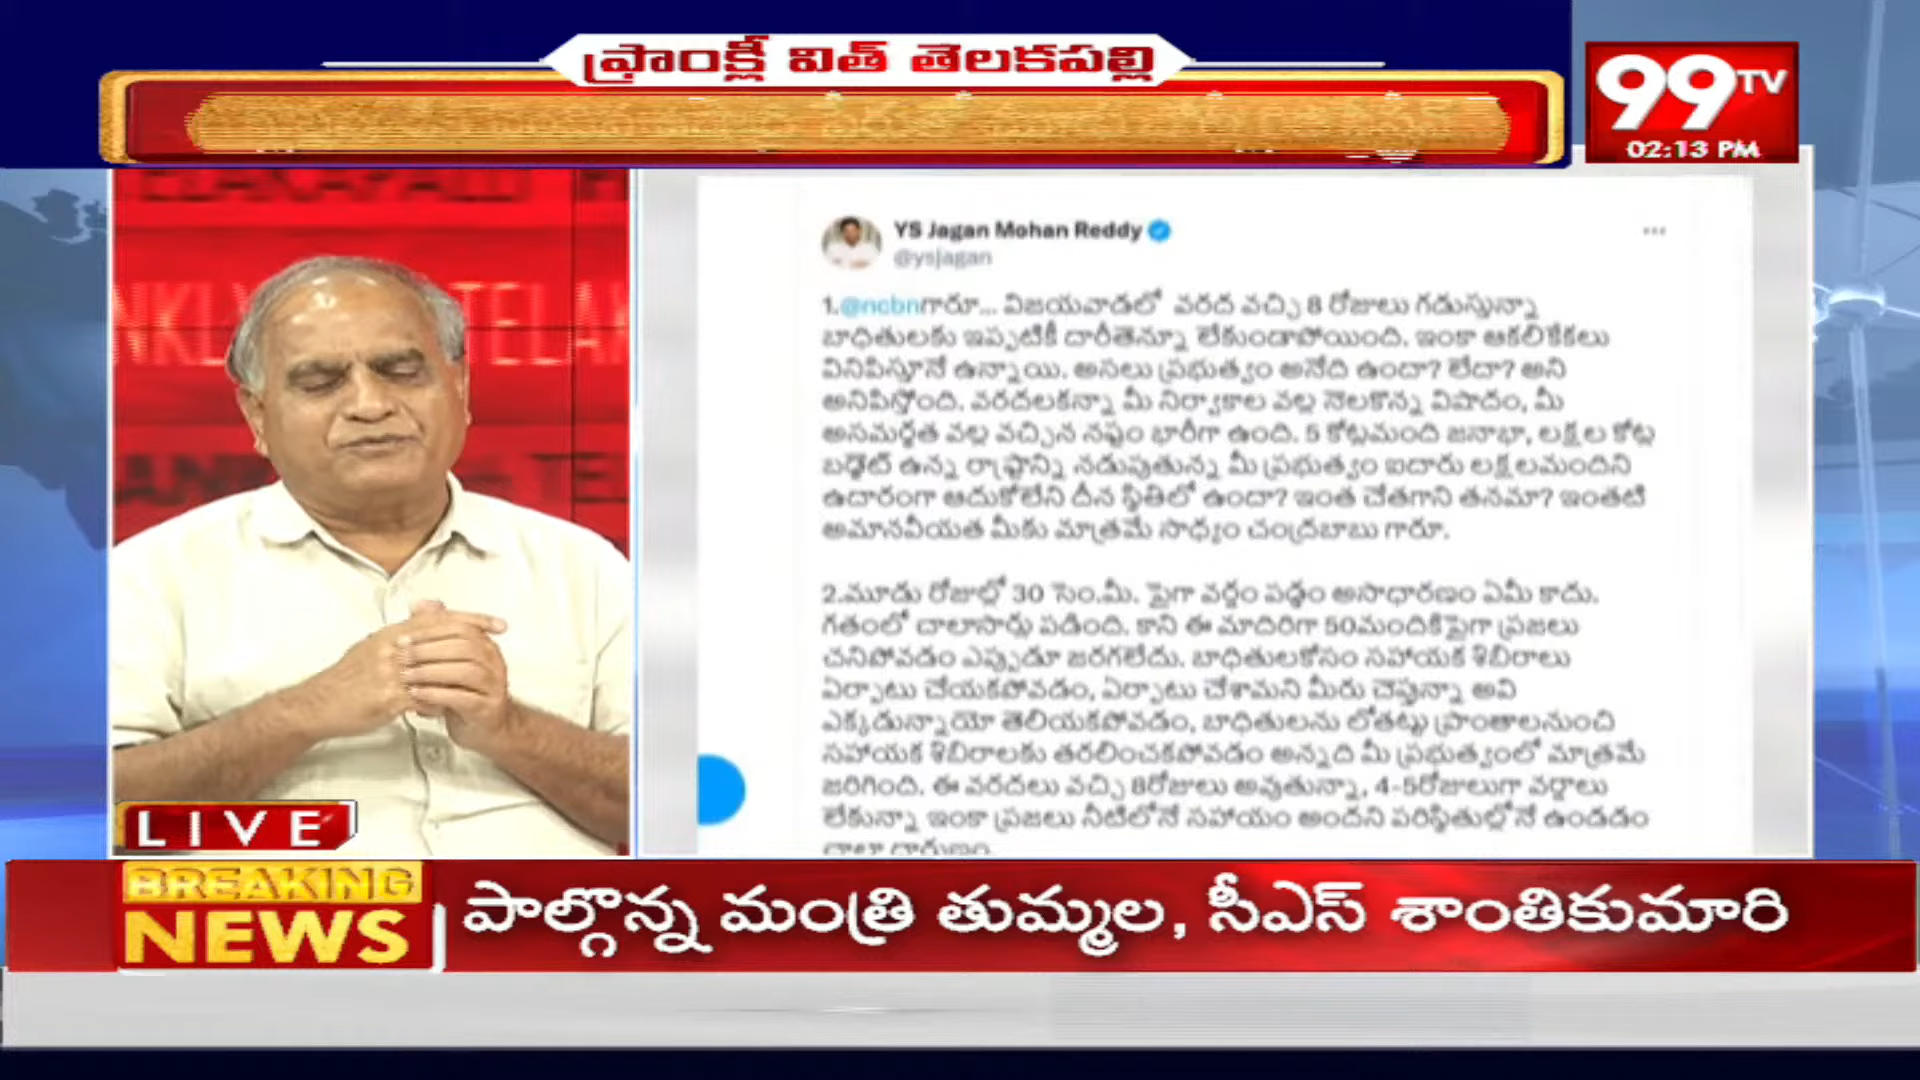 ఫ్రాంక్లీ విత్ తెలకపల్లి
99 TV
02:13 PM
YS Jagan Mohan Reddy
@ysjagan
1.@ncbnగారూ... విజయవాడలో వరద వచ్చి 8 రోజులు గడుస్తున్నా
బాధితులకు ఇప్పటికీ దారీతెన్నూ లేకుండాపోయింది. ఇంకా ఆకలికేకలు
వినిపిస్తూనే ఉన్నాయి. అసలు ప్రభుత్వం అనేది ఉందా? లేదా? అని
అనిపిస్తోంది. వరదలకన్నా మీ నిర్వాకాల వల్ల నెలకొన్న విషాదం, మీ
అసమర్థత వల్ల వచ్చిన నష్టం భారీగా ఉంది. 5 కోట్లమంది జనాభా, లక్షల కోట్ల
బడ్జెట్ ఉన్న రాష్ట్రాన్ని నడుపుతున్న మీ ప్రభుత్వం ఐదారు లక్షలమందిని
ఉదారంగా ఆదుకోలేని దీన స్థితిలో ఉందా? ఇంత చేతగాని తనమా? ఇంతటి
అమానవీయత మీకు మాత్రమే సాధ్యం చంద్రబాబు గారూ.
2.మూడు రోజుల్లో 30 సెం.మీ. పైగా వర్షం పడ్డం అసాధారణం ఏమీ కాదు.
గతంలో చాలాసార్లు పడింది. కాని ఈ మాదిరిగా 50మందికిపైగా ప్రజలు
చనిపోవడం ఎప్పుడూ జరగలేదు. బాధితులకోసం సహాయక శిబిరాలు
ఏర్పాటు చేయకపోవడం, ఏర్పాటు చేశామని మీరు చెప్తున్నా అవి
ఎక్కడున్నాయో తెలియకపోవడం, బాధితులను లోతట్టు ప్రాంతాలనుంచి
సహాయక శిబిరాలకు తరలించకపోవడం అన్నది మీ ప్రభుత్వంలో మాత్రమే
జరిగింది. ఈ వరదలు వచ్చి 8రోజులు అవుతున్నా, 4-5రోజులుగా వర్షాలు
లేకున్నా ఇంకా ప్రజలు నీటిలోనే సహాయం అందని పరిస్థితుల్లోనే ఉండడం
చాలా దారుణం.
LIVE
BREAKING
NEWS
పాల్గొన్న మంత్రి తుమ్మల, సీఎస్ శాంతికుమారి